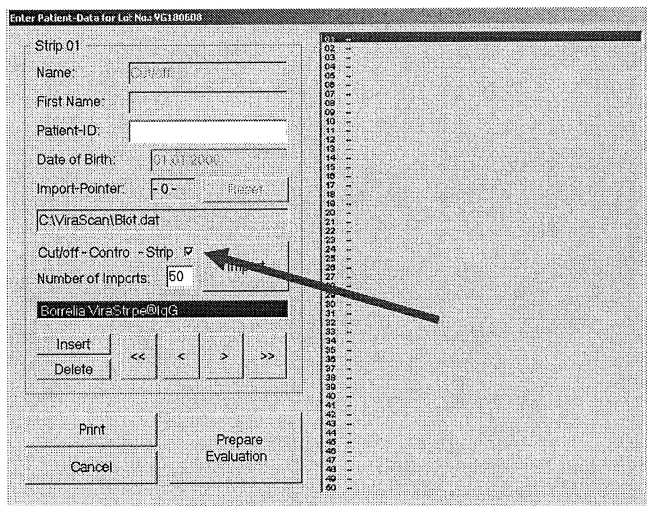 Enter Patient-Data for Lot No.: YG180608
Strip 01
Name: Cut/off
First Name:
Patient-ID:
Date of Birth: 01.01.2000
Import-Pointer: -0- Reset
C:\ViraScan\Blot.dat
Cut/off - Contro - Strip
Import
Number of Imports: 50
Borrelia ViraStripe®IgG
Insert
Delete
<< < > >>
Print
Cancel
Prepare
Evaluation
01 --
02 --
03 --
04 --
05 --
06 --
07 --
08 --
09 --
10 --
11 --
12 --
13 --
14 --
15 --
16 --
17 --
18 --
19 --
20 --
21 --
22 --
23 --
24 --
25 --
26 --
27 --
28 --
29 --
30 --
31 --
32 --
33 --
34 --
35 --
36 --
37 --
38 --
39 --
40 --
41 --
42 --
43 --
44 --
45 --
46 --
47 --
48 --
49 --
50 --